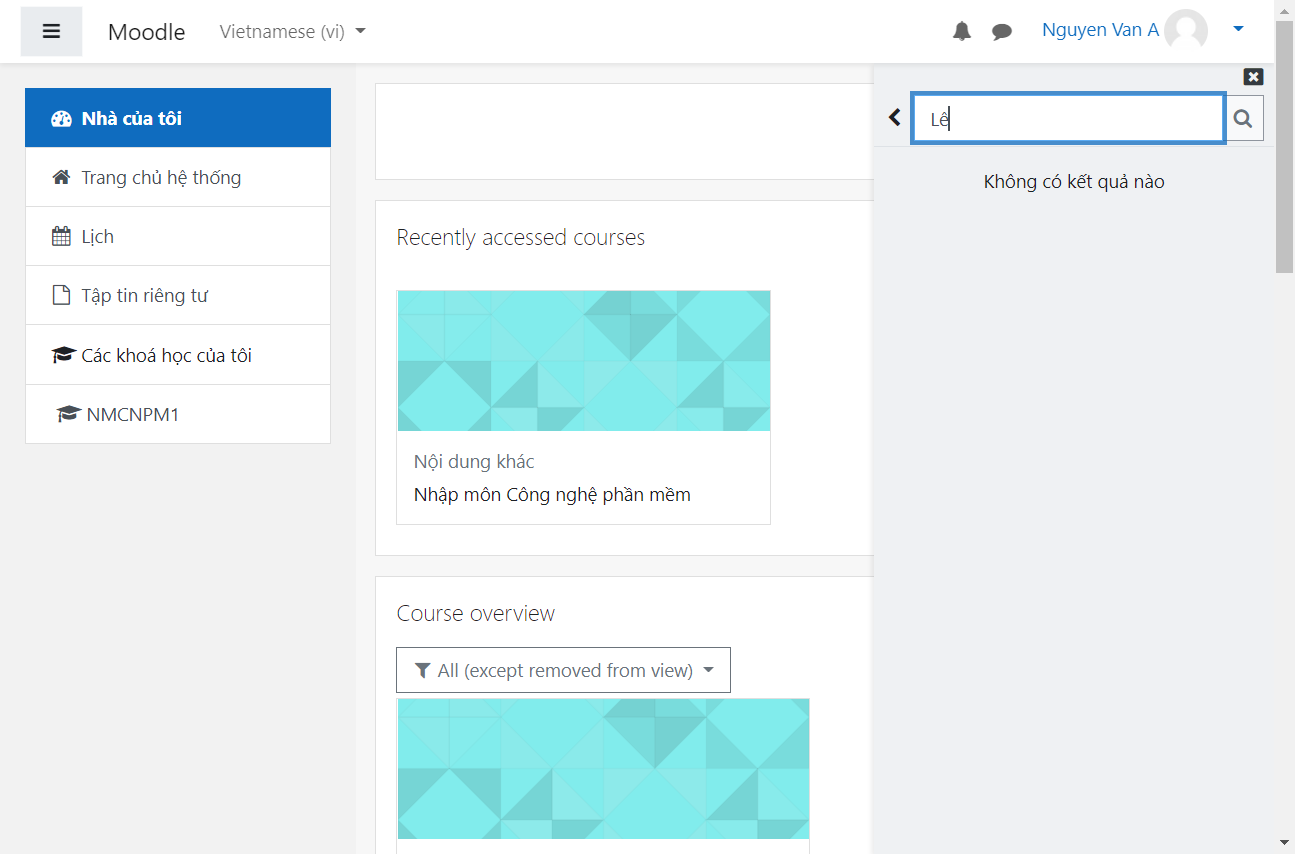 Moodle
Vietnamese (vi)
Nguyen Van A
Nhà của tôi
Trang chủ hệ thống
Lịch
Tập tin riêng tư
Các khoá học của tôi
NMCNPM1
Recently accessed courses
Nội dung khác
Nhập môn Công nghệ phần mềm
Course overview
All (except removed from view)
Lê
Không có kết quả nào